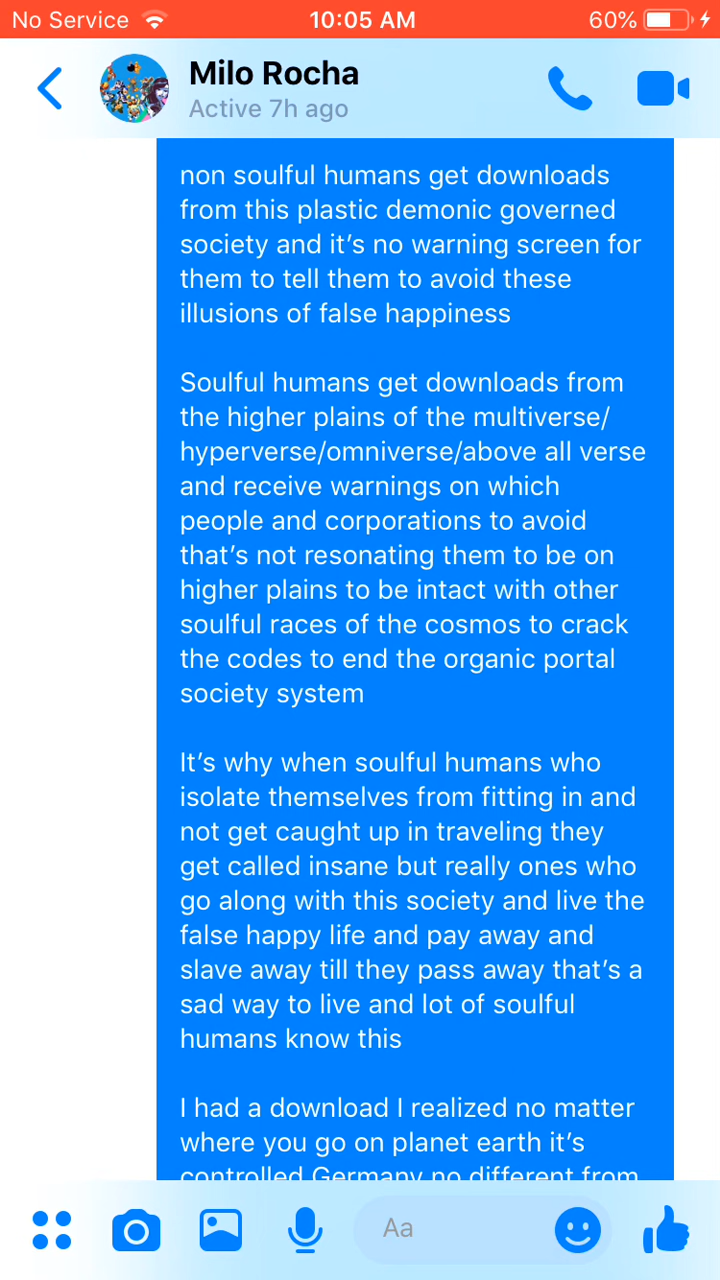 No Service 10:05 AM 60%
Milo Rocha
Active 7h ago
non soulful humans get downloads
from this plastic demonic governed
society and it's no warning screen for
them to tell them to avoid these
illusions of false happiness
Soulful humans get downloads from
the higher plains of the multiverse/
hyperverse/omniverse/above all verse
and receive warnings on which
people and corporations to avoid
that's not resonating them to be on
higher plains to be intact with other
soulful races of the cosmos to crack
the codes to end the organic portal
society system
It's why when soulful humans who
isolate themselves from fitting in and
not get caught up in traveling they
get called insane but really ones who
go along with this society and live the
false happy life and pay away and
slave away till they pass away that's a
sad way to live and lot of soulful
humans know this
I had a download I realized no matter
where you go on planet earth it's
controlled Germany no different from
Aa